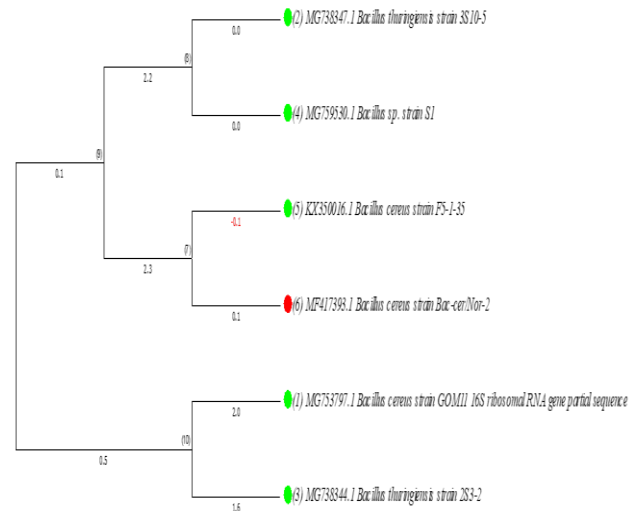 (2) MG738347.1 Bacillus thuringiensis strain 3S10-5
0.0
(8)
2.2
(4) MG759530.1 Bacillus sp. strain S1
0.0
(9)
0.1
(5) KX350016.1 Bacillus cereus strain F5-1-35
-0.1
(7)
2.3
(6) MF417393.1 Bacillus cereus strain Bac-cer/Nor-2
0.1
(1) MG753797.1 Bacillus cereus strain GOM11 16S ribosomal RNA gene partial sequence
2.0
(10)
0.5
(3) MG738344.1 Bacillus thuringiensis strain 2S3-2
1.6